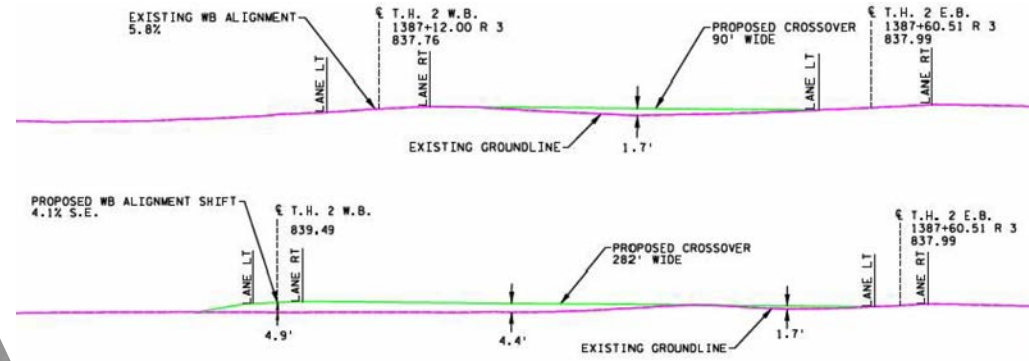 EXISTING WB ALIGNMENT
5.8%
℄ T.H. 2 W.B.
1387+12.00 R 3
837.76
LANE LT
LANE RT
PROPOSED CROSSOVER
90' WIDE
℄ T.H. 2 E.B.
1387+60.51 R 3
837.99
LANE LT
LANE RT
EXISTING GROUNDLINE
1.7'
PROPOSED WB ALIGNMENT SHIFT
4.1% S.E.
℄ T.H. 2 W.B.
839.49
LANE LT
LANE RT
PROPOSED CROSSOVER
282' WIDE
℄ T.H. 2 E.B.
1387+60.51 R 3
837.99
LANE LT
LANE RT
4.9'
4.4'
EXISTING GROUNDLINE
1.7'